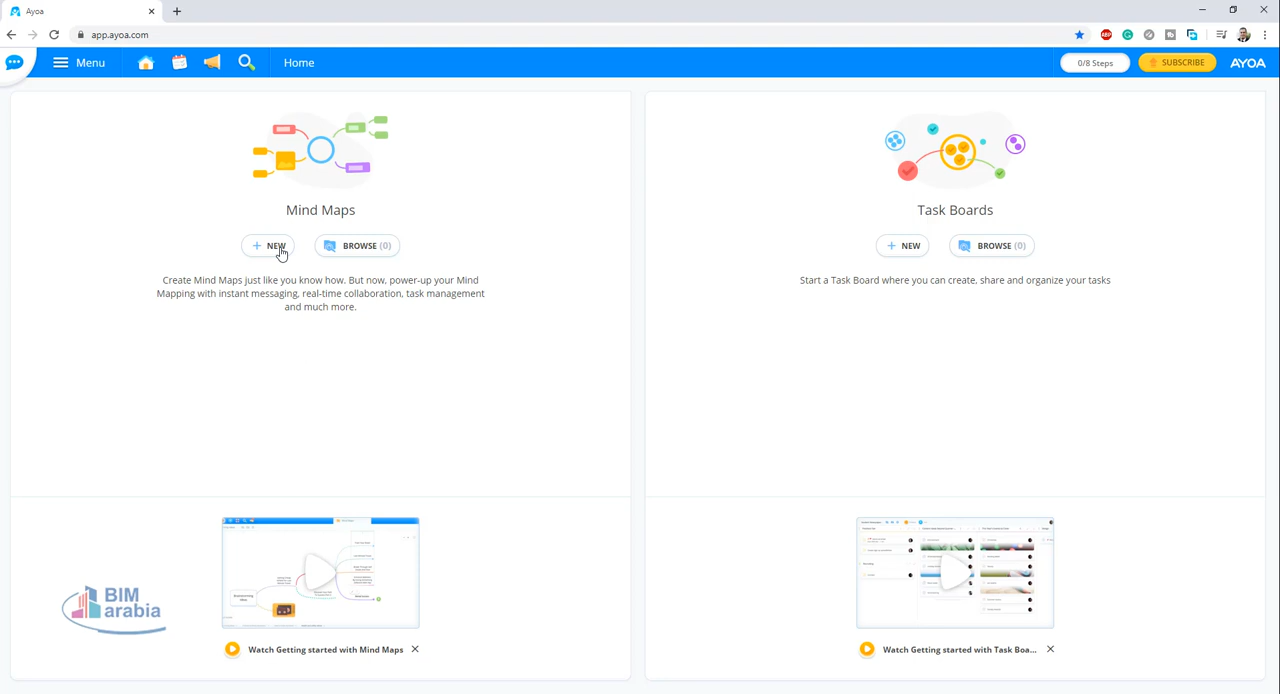 Ayoa
app.ayoa.com
Menu
Home
0/8 Steps
SUBSCRIBE
AYOA
Mind Maps
NEW
BROWSE (0)
Create Mind Maps just like you know how. But now, power-up your Mind
Mapping with instant messaging, real-time collaboration, task management
and much more.
Task Boards
NEW
BROWSE (0)
Start a Task Board where you can create, share and organize your tasks
BIM
arabia
Watch Getting started with Mind Maps
Watch Getting started with Task Boa...